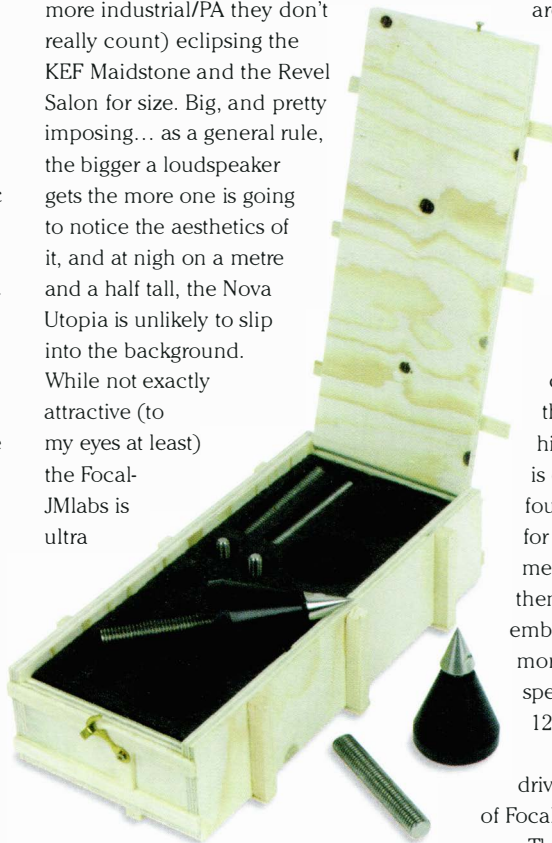 more industrial/PA they don't
really count) eclipsing the
KEF Maidstone and the Revel
Salon for size. Big, and pretty
imposing… as a general rule,
the bigger a loudspeaker
gets the more one is going
to notice the aesthetics of
it, and at nigh on a metre
and a half tall, the Nova
Utopia is unlikely to slip
into the background.
While not exactly
attractive (to
my eyes at least)
the Focal-
JMlabs is
ultra
is
fou
for
me
then
emb
mor
spe
12
driv
of Focal